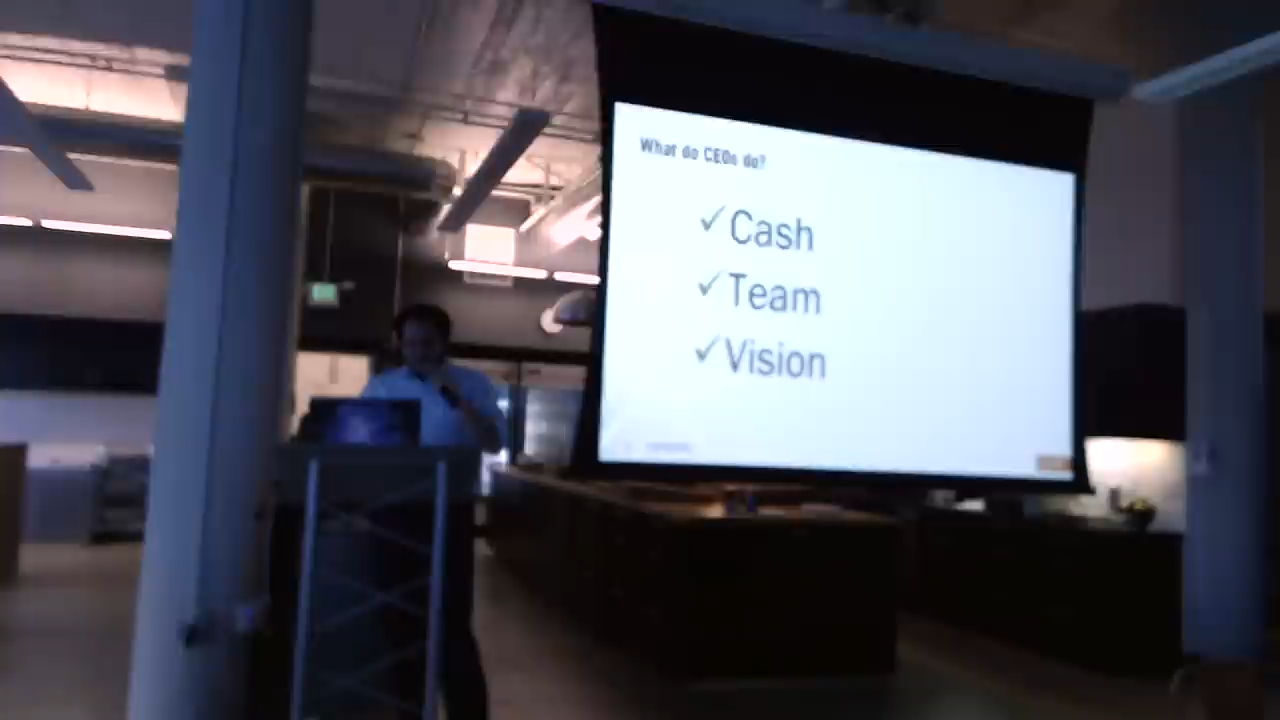 What do CEOs do?
✓ Cash
✓ Team
✓ Vision